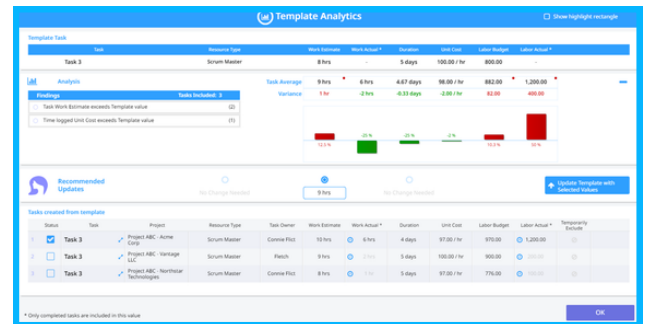 Template Analytics
Show highlight rectangle
Template Task
Task Resource Type Work Estimate Work Actual * Duration Unit Cost Labor Budget Labor Actual *
Task 3 Scrum Master 8 hrs - 5 days 100.00 / hr 800.00 -
Analysis
Task Average 9 hrs 6 hrs 4.67 days 98.00 / hr 882.00 1,200.00
Findings Tasks Included: 3
Variance 1 hr -2 hrs -0.33 days -2.00 / hr 82.00 400.00
Task Work Estimate exceeds Template value (2)
Time logged Unit Cost exceeds Template value (1)
12.5 % -25 % -25 % -2 % 10.3 % 50 %
Recommended
Updates
No Change Needed 9 hrs No Change Needed
Update Template with
Selected Values
Tasks created from template
Status Task Project Resource Type Task Owner Work Estimate Work Actual * Duration Unit Cost Labor Budget Labor Actual * Temporarily
Exclude
1 Task 3 Project ABC - Acme
Corp Scrum Master Connie Flict 10 hrs 6 hrs 4 days 97.00 / hr 970.00 1,200.00
2 Task 3 Project ABC - Vantage
LLC Scrum Master Fletch 9 hrs 5 days 100.00 / hr 900.00
3 Task 3 Project ABC - Northstar
Technologies Scrum Master Connie Flict 8 hrs 5 days 97.00 / hr 776.00
* Only completed tasks are included in this value
OK